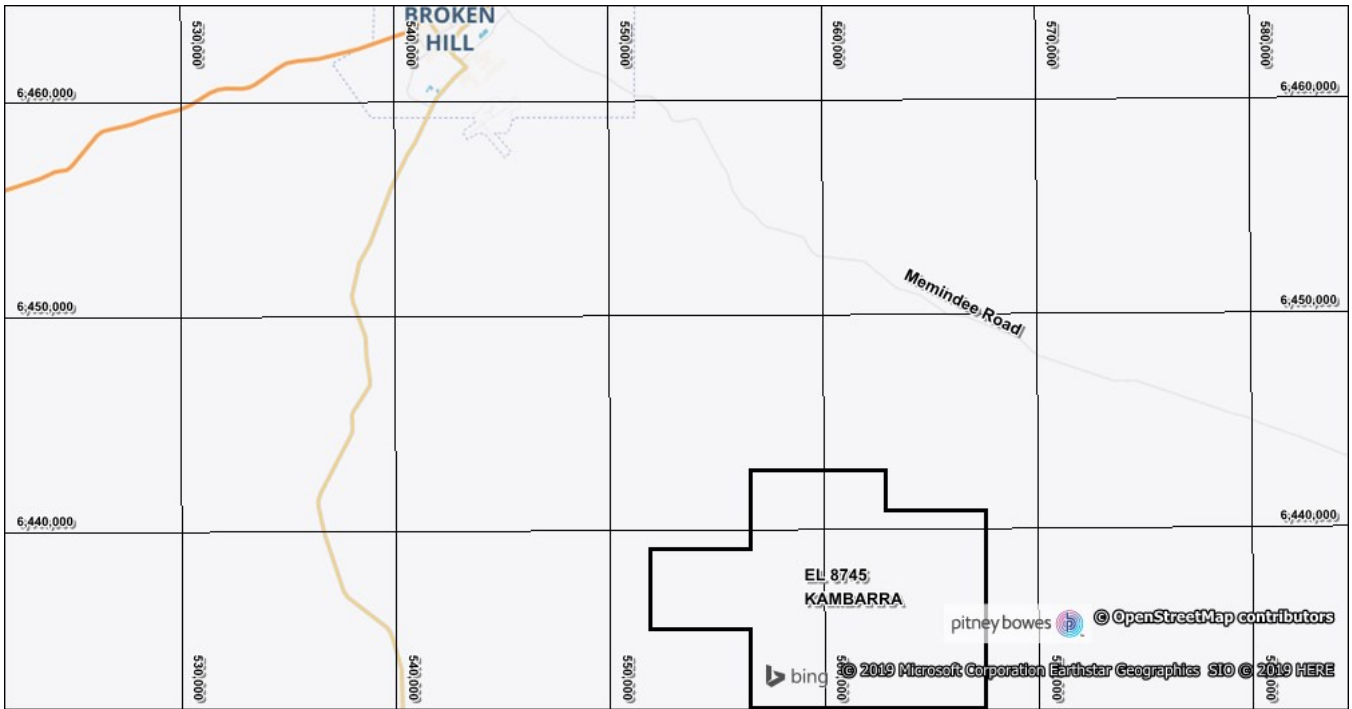 BROKEN
HILL
530,000
540,000
550,000
560,000
570,000
580,000
6,460,000
6,460,000
Memindee Road
6,450,000
6,450,000
6,440,000
6,440,000
EL 8745
KAMBARRA
pitney bowes
© OpenStreetMap contributors
530,000
540,000
550,000
bing
© 2019 Microsoft Corporation Earthstar Geographics SIO © 2019 HERE